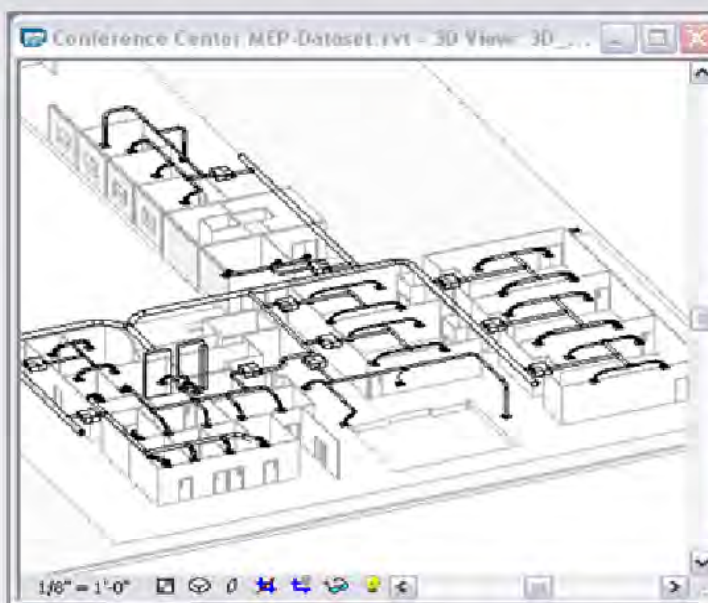 Conference Center MEP-Dataset.rvt - 3D View: 3D_...
1/8" = 1'-0"